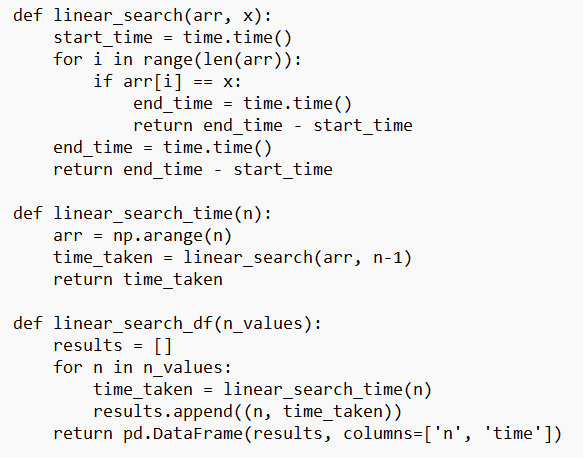 def linear_search(arr, x):
    start_time = time.time()
    for i in range(len(arr)):
        if arr[i] == x:
            end_time = time.time()
            return end_time - start_time
    end_time = time.time()
    return end_time - start_time

def linear_search_time(n):
    arr = np.arange(n)
    time_taken = linear_search(arr, n-1)
    return time_taken

def linear_search_df(n_values):
    results = []
    for n in n_values:
        time_taken = linear_search_time(n)
        results.append((n, time_taken))
    return pd.DataFrame(results, columns=['n', 'time'])